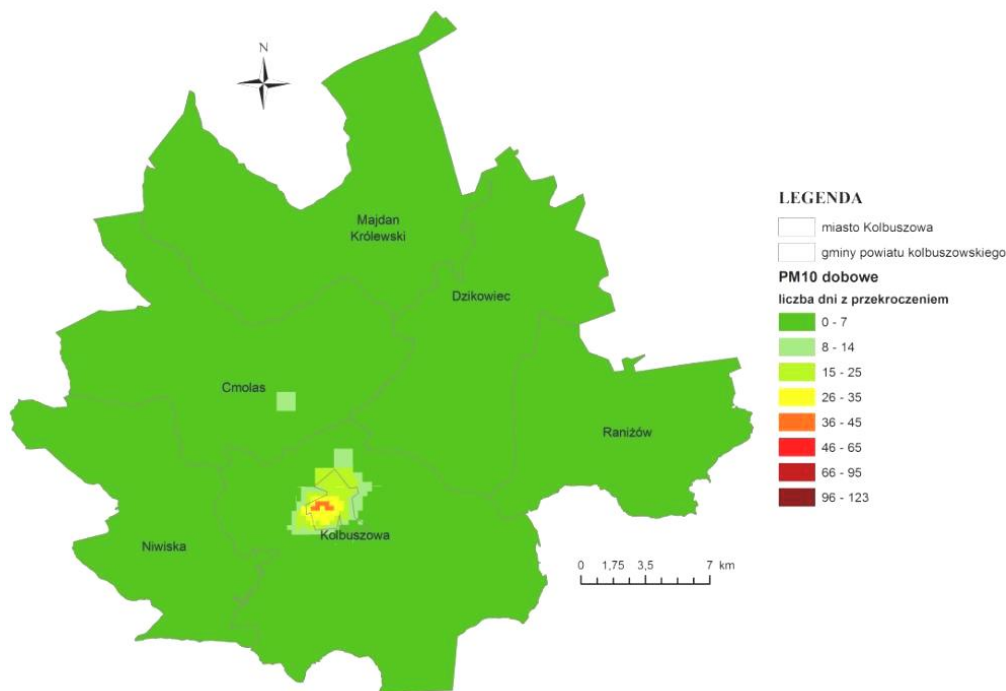 N
Majdan
Królewski
Dzikowiec
Cmolas
Raniżów
Kolbuszowa
Niwiska
LEGENDA
miasto Kolbuszowa
gminy powiatu kolbuszowskiego
PM10 dobowe
liczba dni z przekroczeniem
0 - 7
8 - 14
15 - 25
26 - 35
36 - 45
46 - 65
66 - 95
96 - 123
0 1,75 3,5 7 km